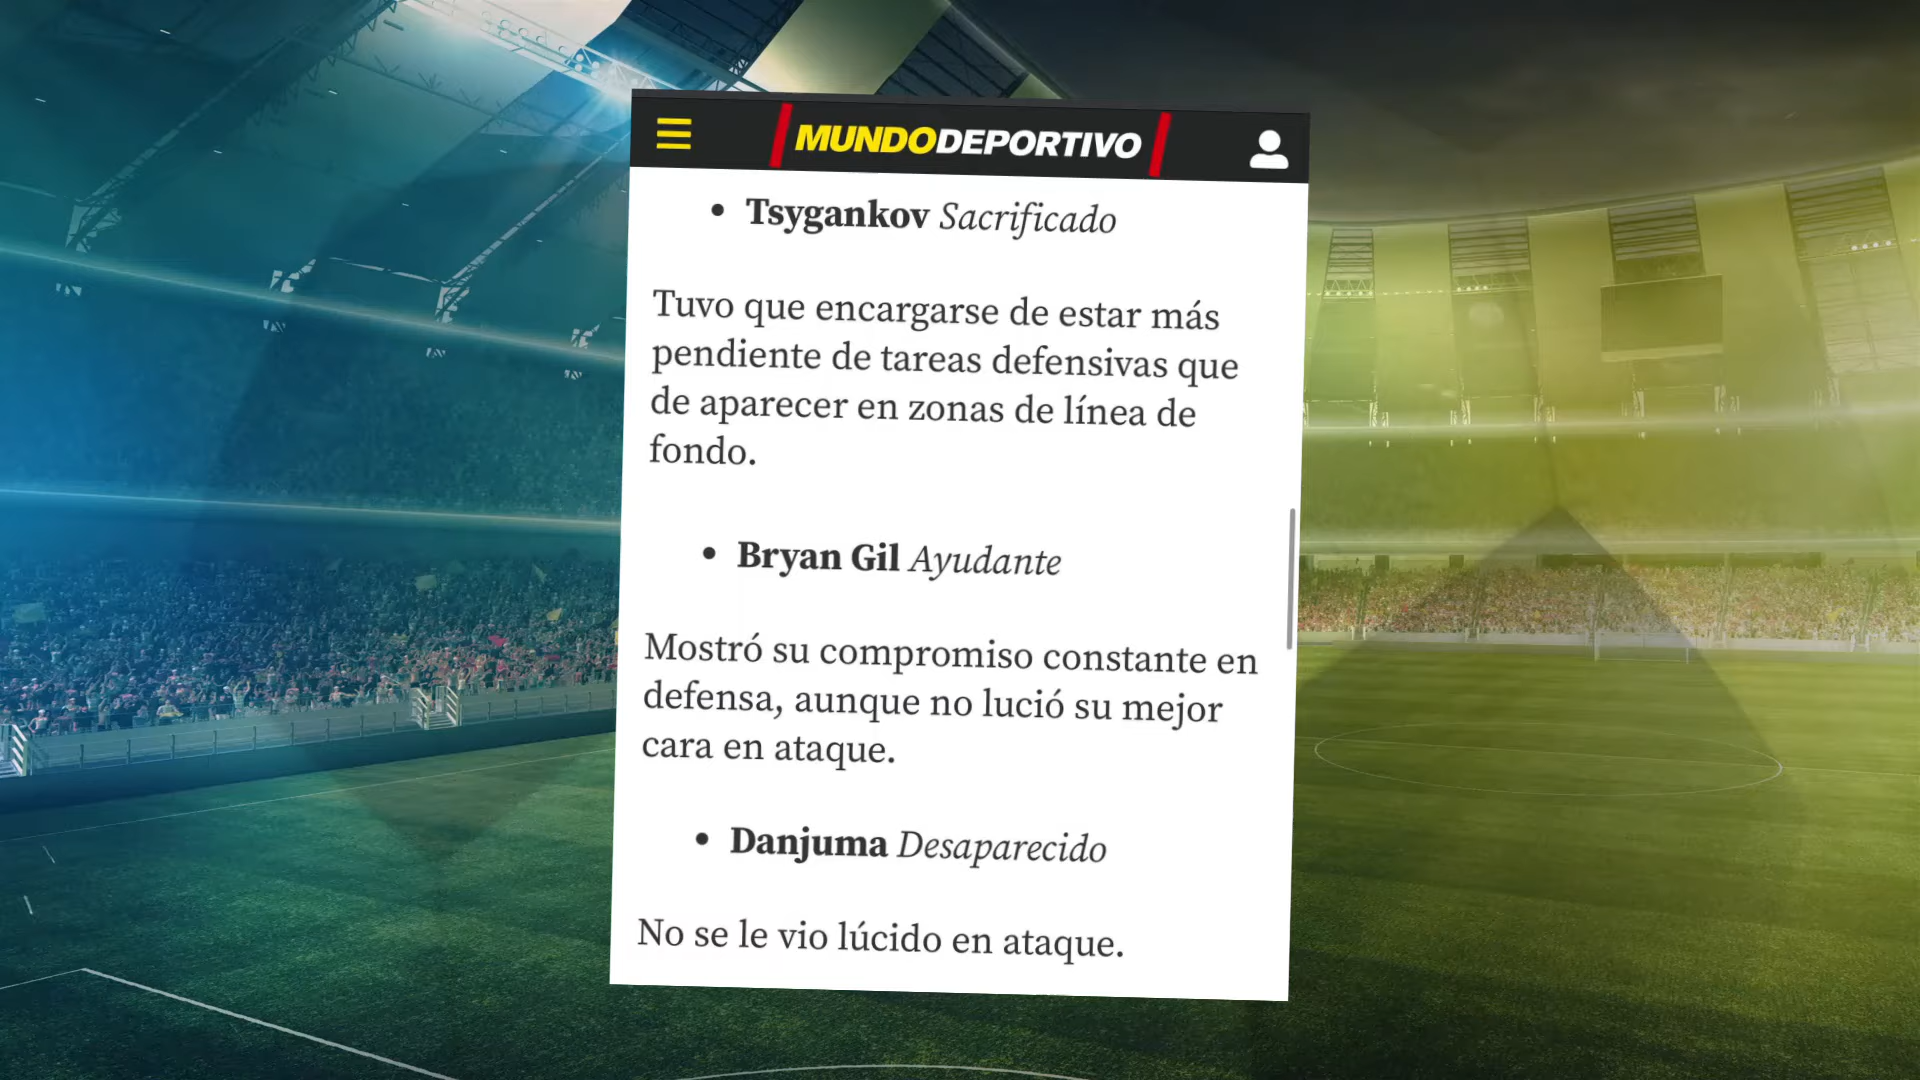 MUNDODEPORTIVO
• Tsygankov Sacrificado
Tuvo que encargarse de estar más
pendiente de tareas defensivas que
de aparecer en zonas de línea de
fondo.
• Bryan Gil Ayudante
Mostró su compromiso constante en
defensa, aunque no lució su mejor
cara en ataque.
• Danjuma Desaparecido
No se le vio lúcido en ataque.